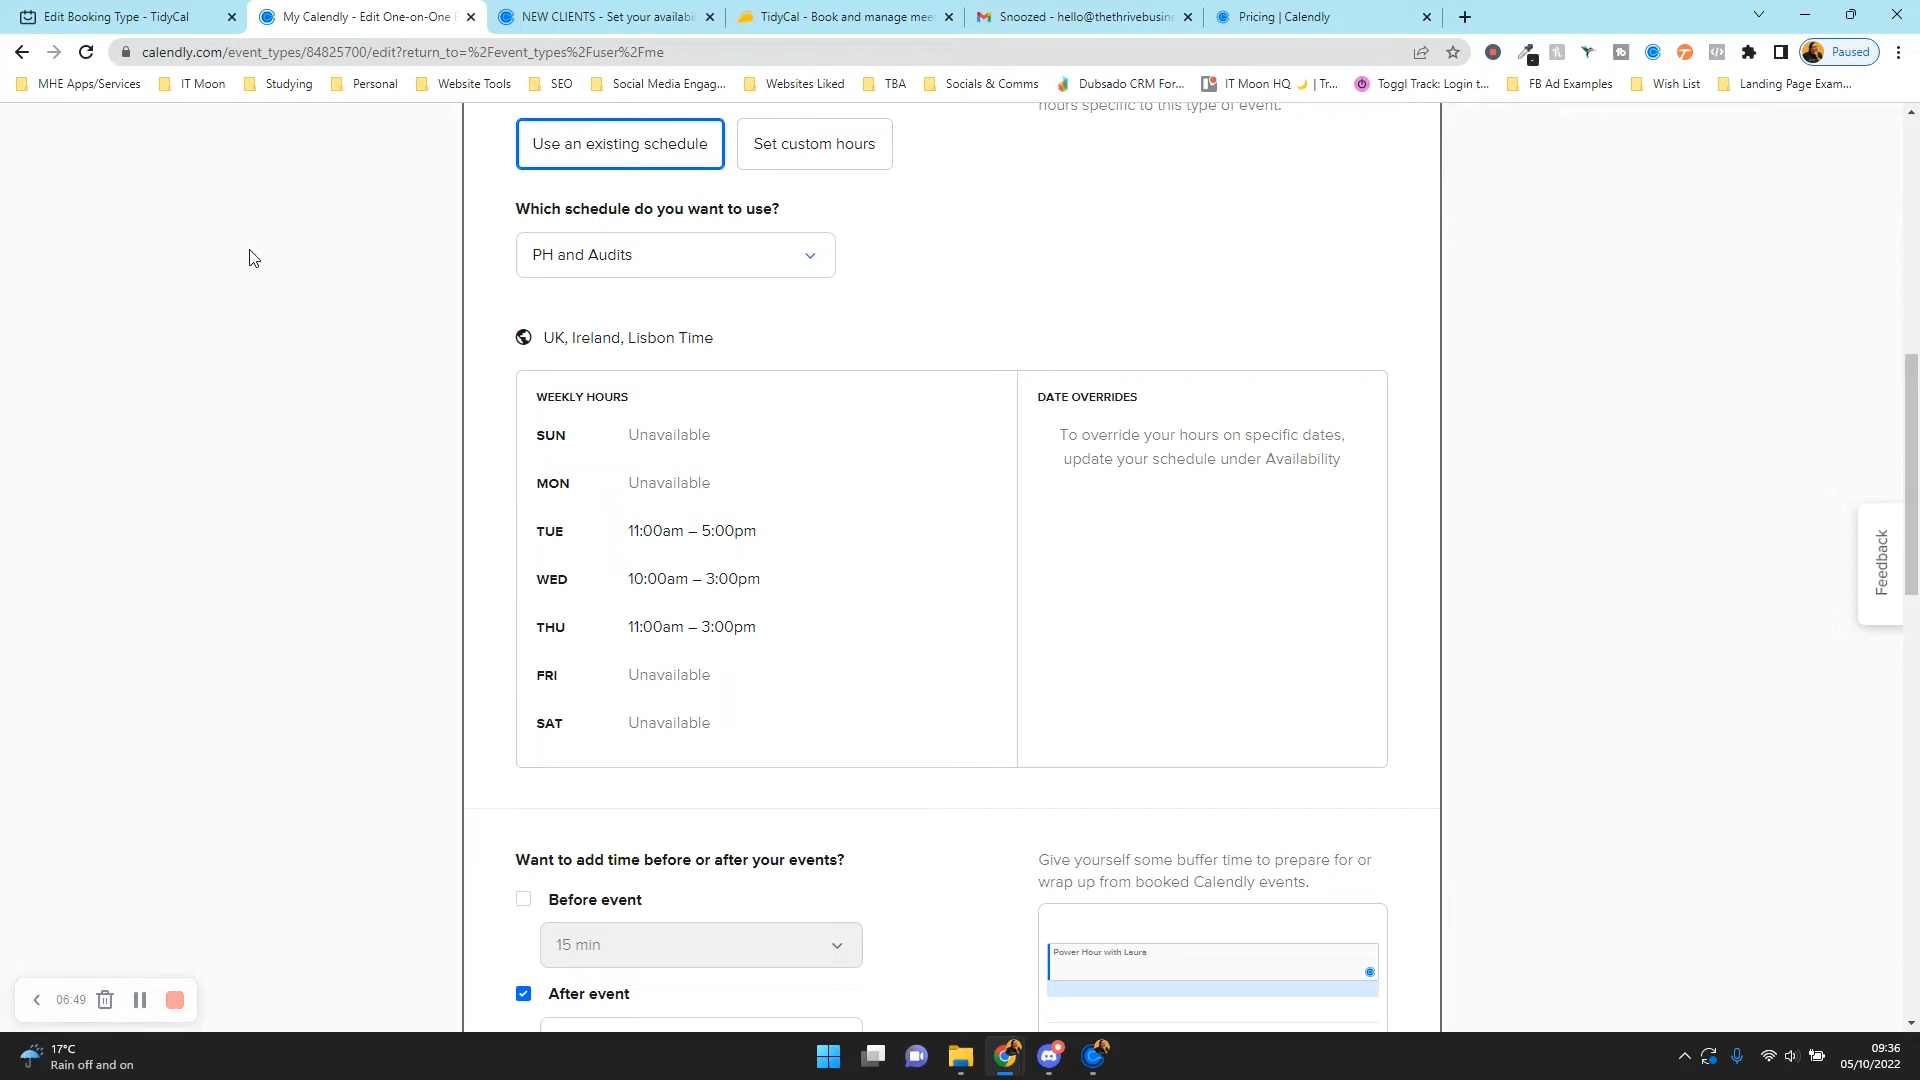 Edit Booking Type - TidyCal
My Calendly - Edit One-on-One E
NEW CLIENTS - Set your availabi
TidyCal - Book and manage mee
Snoozed - hello@thethrivebusine
Pricing | Calendly
calendly.com/event_types/84825700/edit?return_to=%2Fevent_types%2Fuser%2Fme
Paused
MHE Apps/Services
IT Moon
Studying
Personal
Website Tools
SEO
Social Media Engag...
Websites Liked
TBA
Socials & Comms
Dubsado CRM For...
IT Moon HQ 🌙 | Tr...
Toggl Track: Login t...
FB Ad Examples
Wish List
Landing Page Exam...
hours specific to this type of event.
Use an existing schedule
Set custom hours
Which schedule do you want to use?
PH and Audits
UK, Ireland, Lisbon Time
WEEKLY HOURS
SUN Unavailable
MON Unavailable
TUE 11:00am – 5:00pm
WED 10:00am – 3:00pm
THU 11:00am – 3:00pm
FRI Unavailable
SAT Unavailable
DATE OVERRIDES
To override your hours on specific dates,
update your schedule under Availability
Feedback
Want to add time before or after your events?
Before event
15 min
After event
Give yourself some buffer time to prepare for or
wrap up from booked Calendly events.
Power Hour with Laura
06:49
17°C
Rain off and on
09:36
05/10/2022